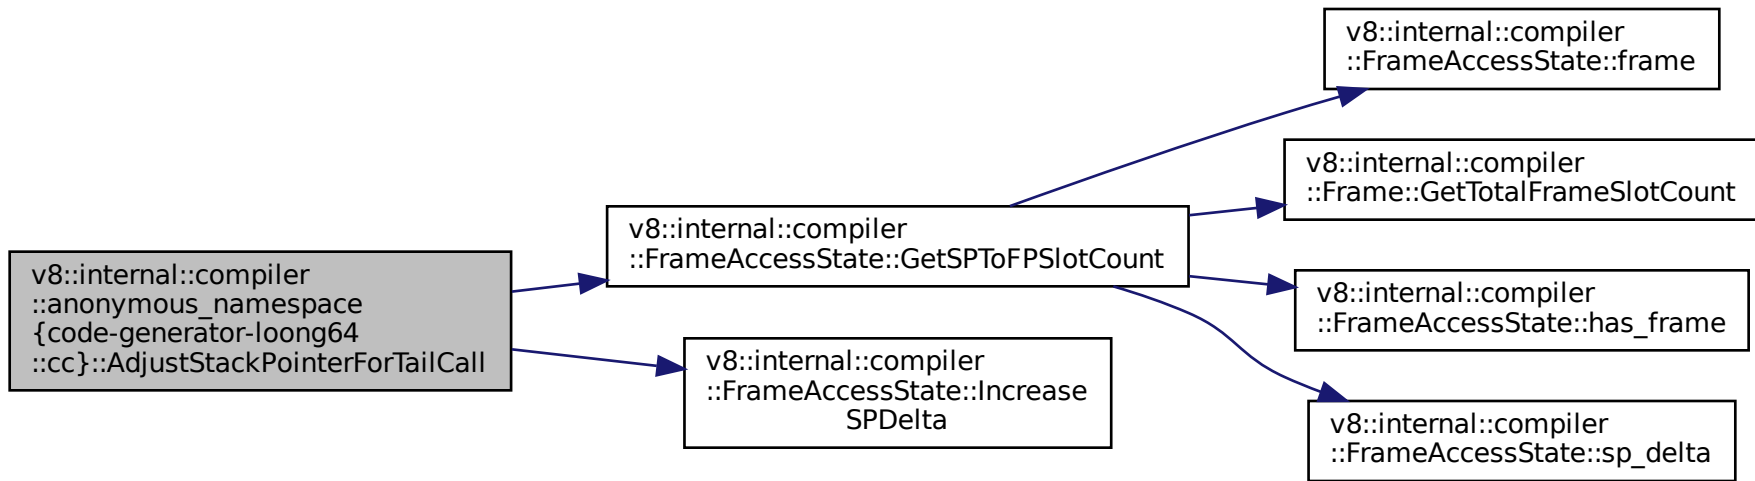 v8::internal::compiler
::anonymous_namespace
{code-generator-loong64
::cc}::AdjustStackPointerForTailCall
v8::internal::compiler
::FrameAccessState::GetSPToFPSlotCount
v8::internal::compiler
::FrameAccessState::Increase
SPDelta
v8::internal::compiler
::FrameAccessState::frame
v8::internal::compiler
::Frame::GetTotalFrameSlotCount
v8::internal::compiler
::FrameAccessState::has_frame
v8::internal::compiler
::FrameAccessState::sp_delta